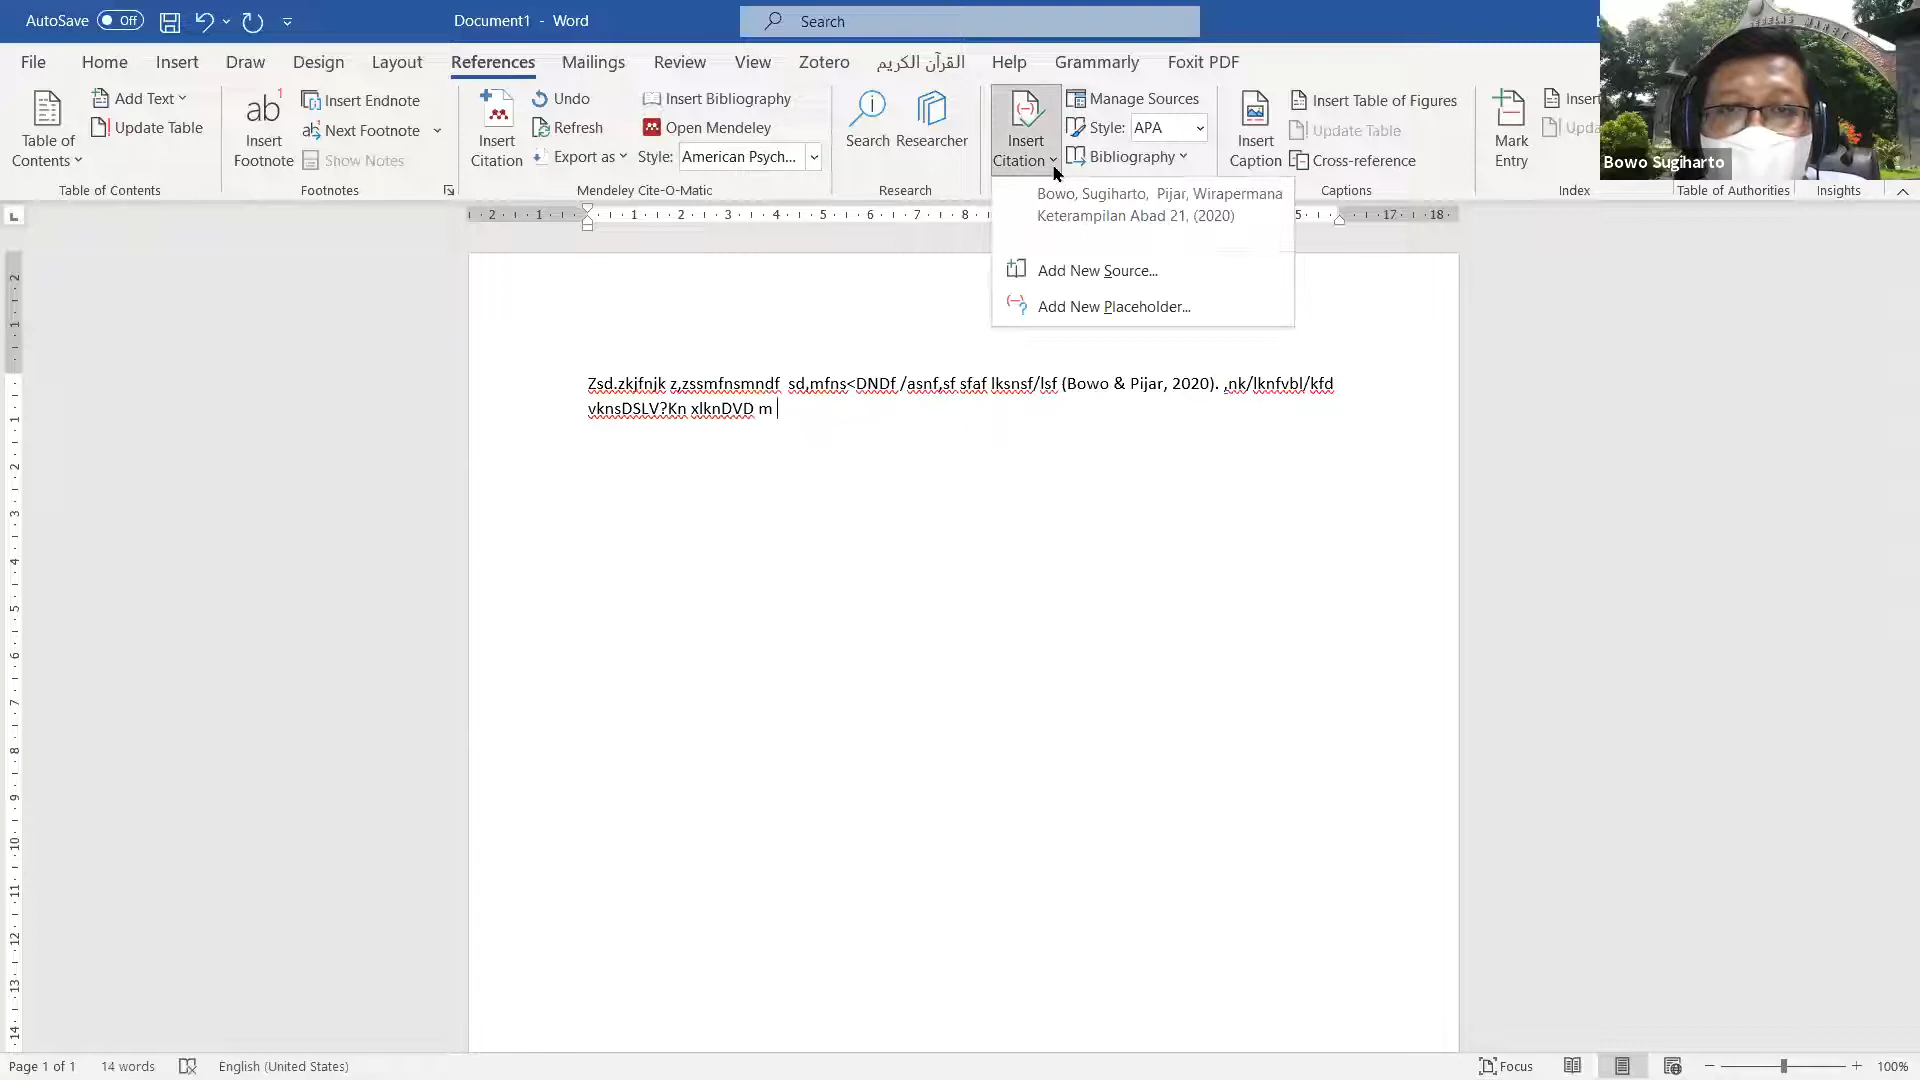 AutoSave Off
Document1 - Word
Search
File Home Insert Draw Design Layout References Mailings Review View Zotero القرآن الكريم Help Grammarly Foxit PDF
Table of Contents
Add Text
Update Table
Table of Contents
ab 1
Insert Footnote
Insert Endnote
Next Footnote
Show Notes
Footnotes
Insert Citation
Undo
Refresh
Export as
Insert Bibliography
Open Mendeley
Style: American Psych...
Mendeley Cite-O-Matic
Search
Researcher
Research
Insert Citation
Manage Sources
Style: APA
Bibliography
Insert Caption
Insert Table of Figures
Update Table
Cross-reference
Captions
Mark Entry
Index
Table of Authorities
Insights
Bowo Sugiharto
Bowo, Sugiharto, Pijar, Wirapermana
Keterampilan Abad 21, (2020)
Add New Source...
Add New Placeholder...
Zsd.zkjfnjk z,zssmfnsmndf sd,mfns<DNDf /asnf,sf sfaf lksnsf/lsf (Bowo & Pijar, 2020). ,nk/lknfvbl/kfd
vknsDSLV?Kn xlknDVD m
Page 1 of 1
14 words
English (United States)
Focus
100%